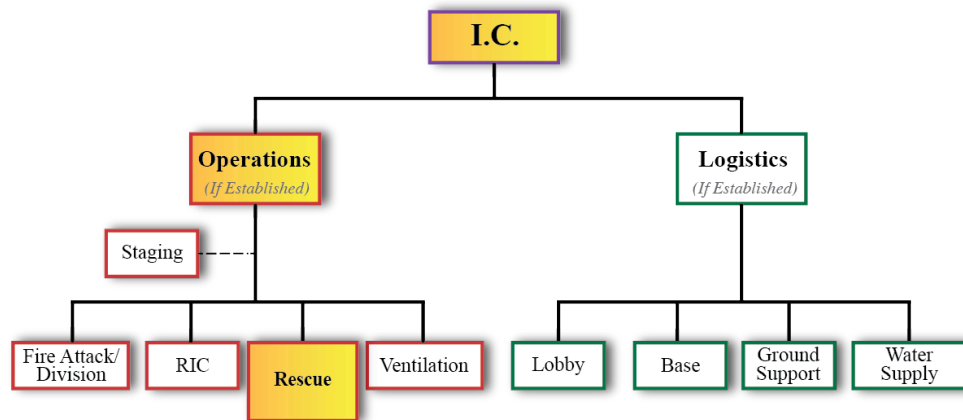 I.C.
Operations
(If Established)
Logistics
(If Established)
Staging
Fire Attack/
Division
RIC
Rescue
Ventilation
Lobby
Base
Ground
Support
Water
Supply